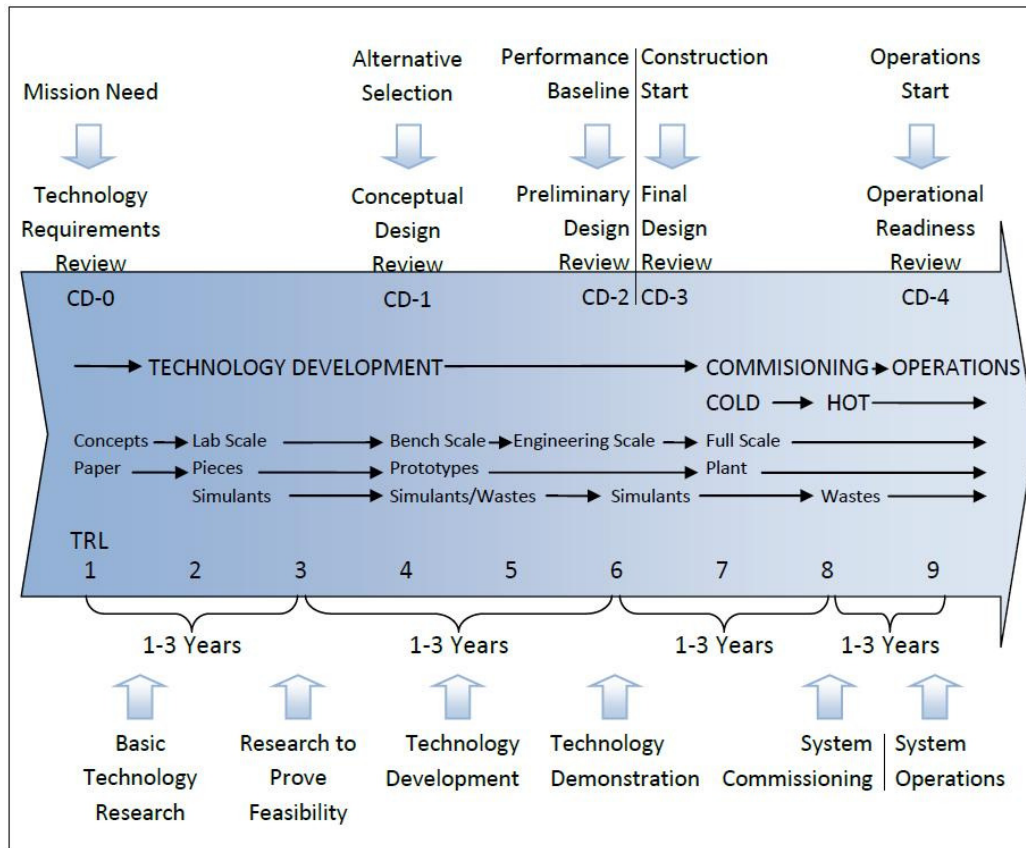 Mission Need
Alternative
Selection
Performance
Baseline
Construction
Start
Operations
Start
Technology
Requirements
Review
Conceptual
Design
Review
Preliminary
Design
Review
Final
Design
Review
Operational
Readiness
Review
CD-0
CD-1
CD-2
CD-3
CD-4
TECHNOLOGY DEVELOPMENT
COMMISIONING
OPERATIONS
COLD
HOT
Concepts
Lab Scale
Bench Scale
Engineering Scale
Full Scale
Paper
Pieces
Prototypes
Plant
Simulants
Simulants/Wastes
Simulants
Wastes
TRL
1 2 3 4 5 6 7 8 9
1-3 Years
1-3 Years
1-3 Years
1-3 Years
Basic
Technology
Research
Research to
Prove
Feasibility
Technology
Development
Technology
Demonstration
System
Commissioning
System
Operations